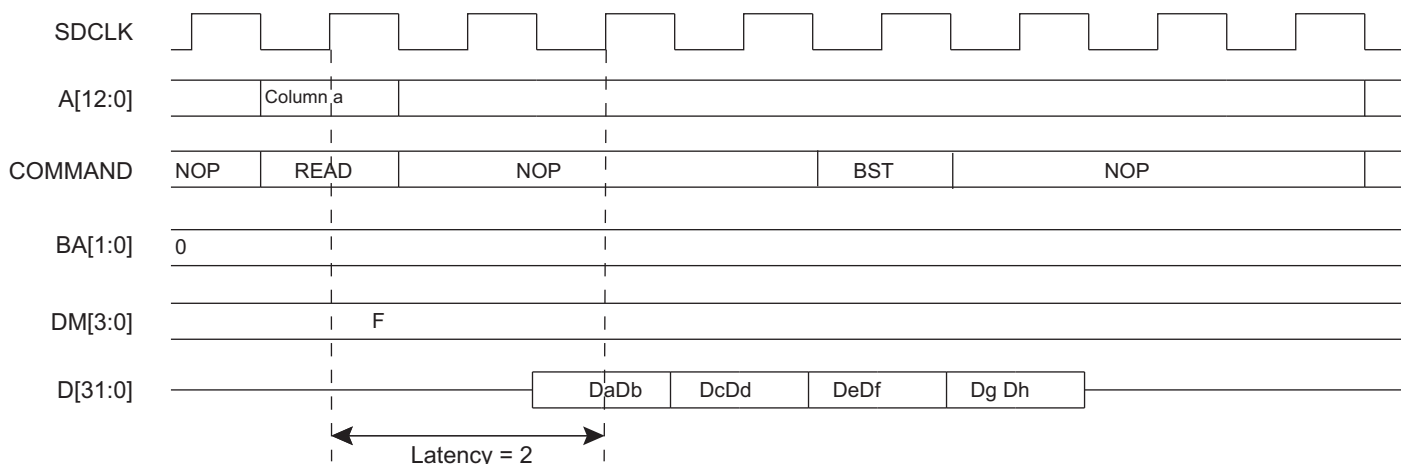 SDCLK
A[12:0] Column a
COMMAND NOP READ NOP BST NOP
BA[1:0] 0
DM[3:0] F
D[31:0] DaDb DcDd DeDf Dg Dh
Latency = 2